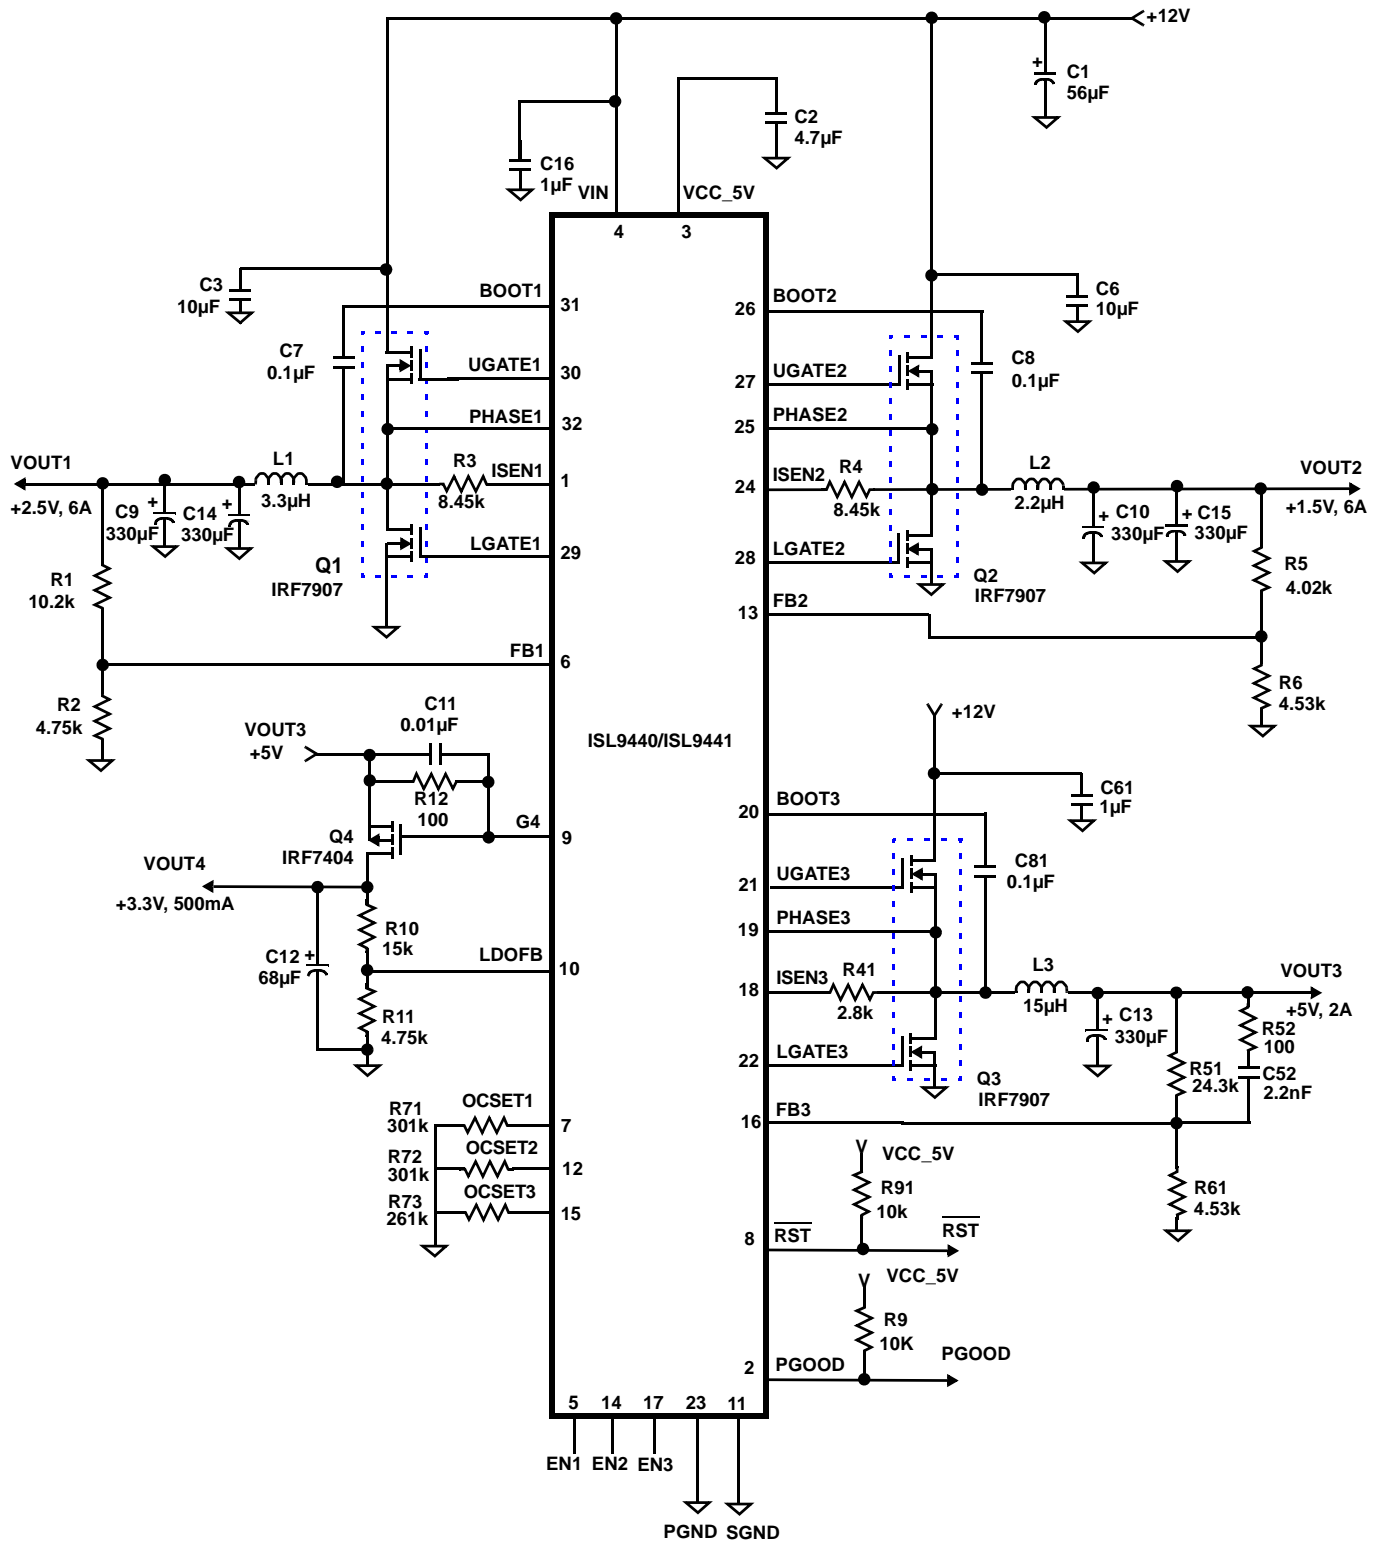 +12V
C1
56µF
C2
4.7µF
C16
1µF
VIN
VCC_5V
4
3
C3
10µF
BOOT1
31
C7
0.1µF
UGATE1
30
PHASE1
32
VOUT1
+2.5V, 6A
C9
330µF
C14
330µF
L1
3.3µH
R3
8.45k
ISEN1
1
LGATE1
29
Q1
IRF7907
R1
10.2k
FB1
6
R2
4.75k
C11
0.01µF
VOUT3
+5V
R12
100
G4
9
Q4
IRF7404
VOUT4
+3.3V, 500mA
R10
15k
C12
68µF
LDOFB
10
R11
4.75k
R71
301k
OCSET1
7
R72
301k
OCSET2
12
R73
261k
OCSET3
15
ISL9440/ISL9441
26
BOOT2
C6
10µF
C8
0.1µF
27
UGATE2
25
PHASE2
24
ISEN2
R4
8.45k
L2
2.2µH
VOUT2
+1.5V, 6A
C10
330µF
C15
330µF
28
LGATE2
Q2
IRF7907
R5
4.02k
13
FB2
R6
4.53k
+12V
C61
1µF
20
BOOT3
C81
0.1µF
21
UGATE3
19
PHASE3
18
ISEN3
R41
2.8k
L3
15µH
VOUT3
+5V, 2A
C13
330µF
R52
100
R51
24.3k
C52
2.2nF
22
LGATE3
Q3
IRF7907
16
FB3
VCC_5V
R91
10k
R61
4.53k
8
RST
RST
VCC_5V
R9
10K
2
PGOOD
PGOOD
5
14
17
23
11
EN1
EN2
EN3
PGND
SGND